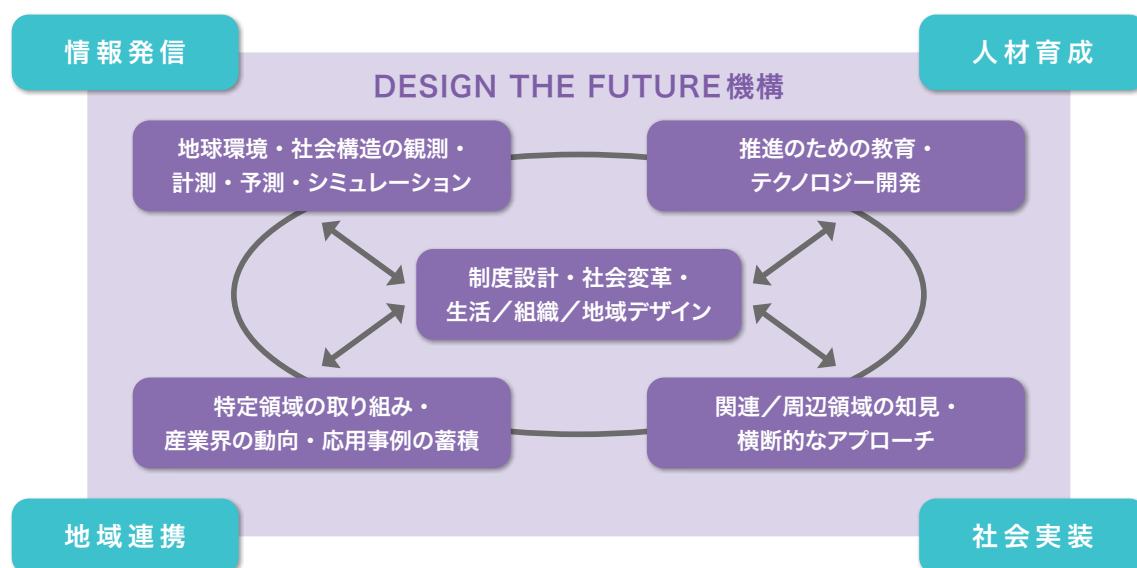 情報発信
人材育成
DESIGN THE FUTURE機構
地球環境・社会構造の観測・
計測・予測・シミュレーション
推進のための教育・
テクノロジー開発
制度設計・社会変革・
生活／組織／地域デザイン
特定領域の取り組み・
産業界の動向・応用事例の蓄積
関連／周辺領域の知見・
横断的なアプローチ
地域連携
社会実装